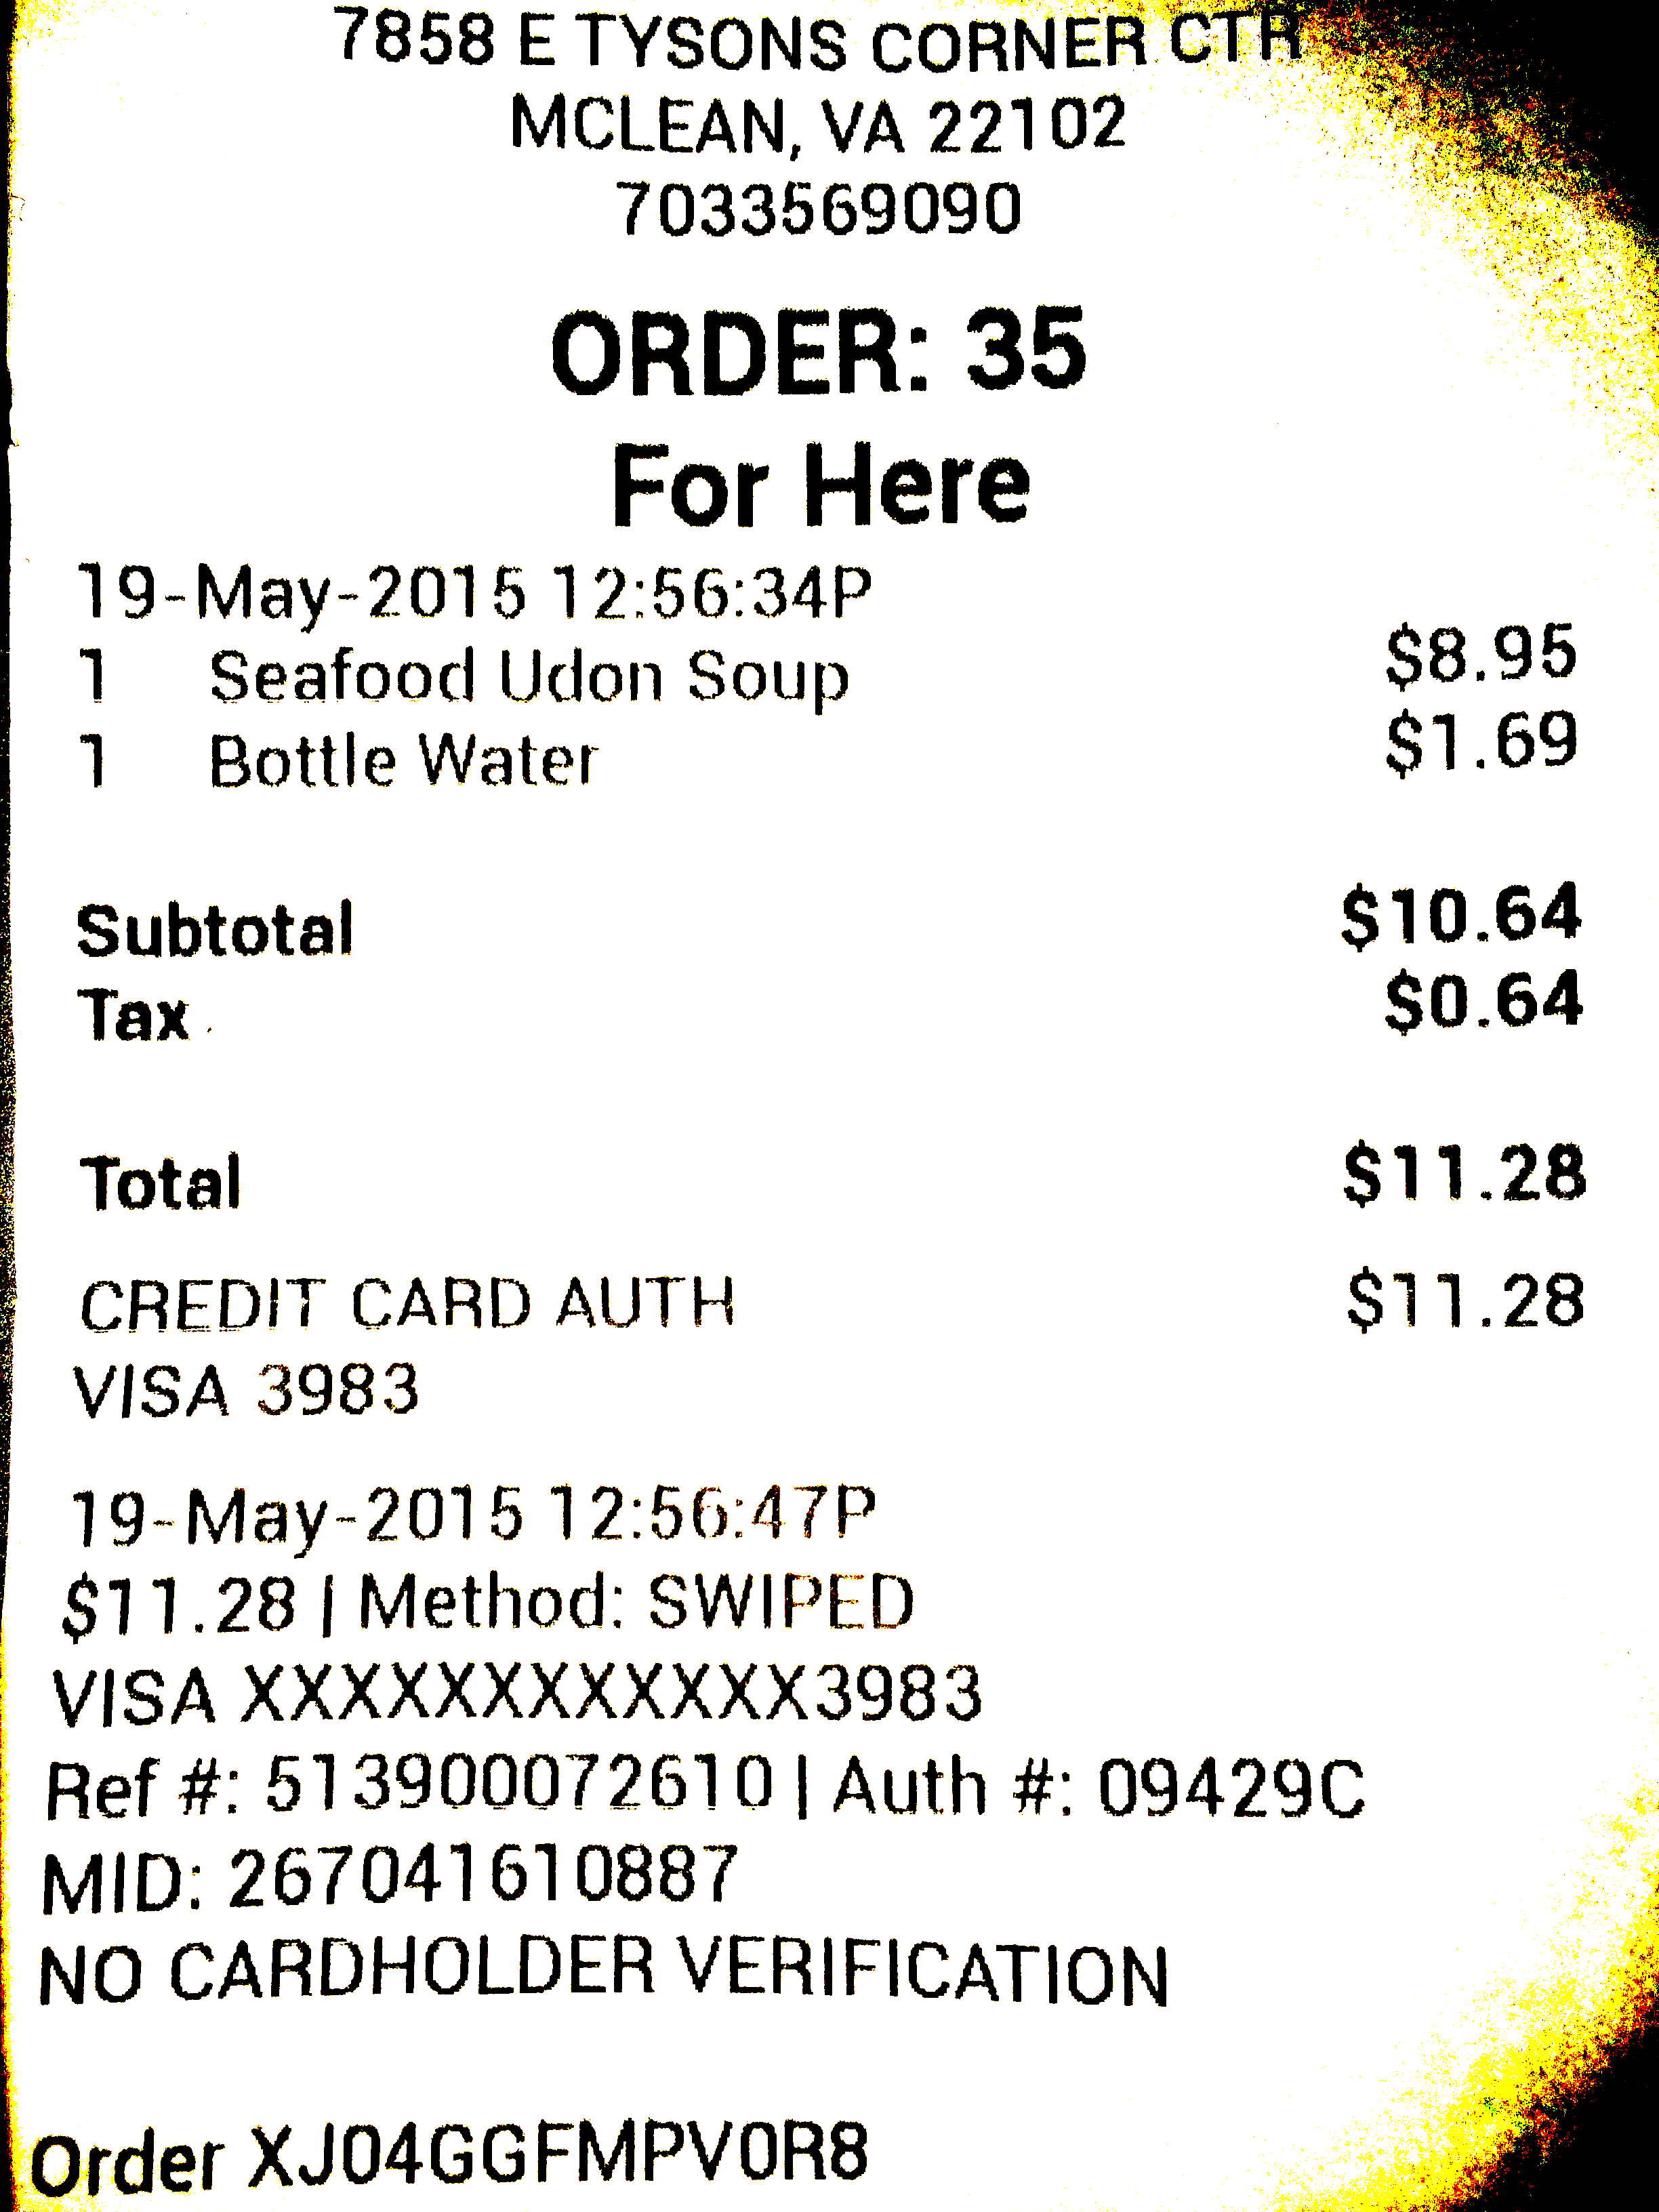 7858 E TYSONS CORNER CTR
MCLEAN, VA 22102
7033569090
ORDER: 35
For Here
19-May-2015 12:56:34P
1 Seafood Udon Soup $8.95
1 Bottle Water $1.69
Subtotal $10.64
Tax $0.64
Total $11.28
CREDIT CARD AUTH $11.28
VISA 3983
19-May-2015 12:56:47P
$11.28 | Method: SWIPED
VISA XXXXXXXXXXXX3983
Ref #: 513900072610 | Auth #: 09429C
MID: 267041610887
NO CARDHOLDER VERIFICATION
Order XJ04GGFMPV0R8